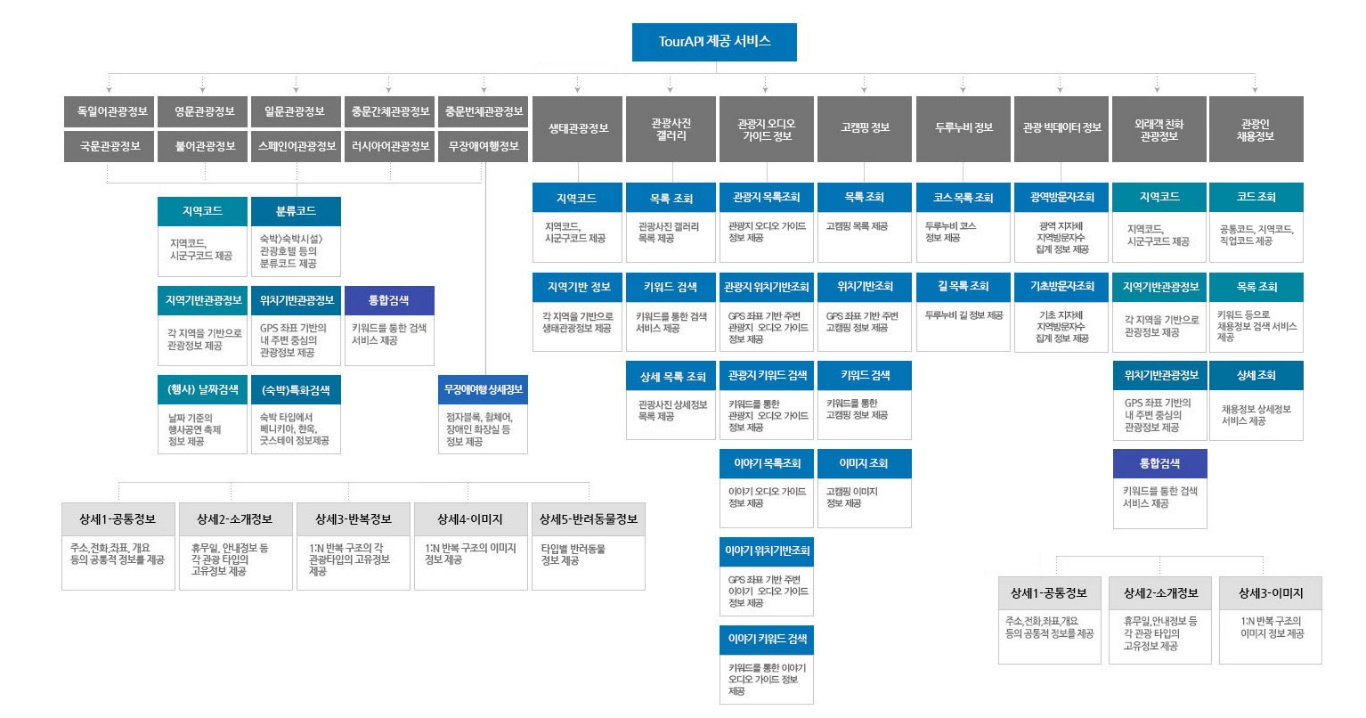 TourAPI 제공 서비스
독일어관광정보
국문관광정보
영문관광정보
불어관광정보
일문관광정보
스페인어관광정보
중문간체관광정보
러시아어관광정보
중문번체관광정보
무장애여행정보
생태관광정보
관광사진
갤러리
관광지 오디오
가이드 정보
고캠핑 정보
두루누비 정보
관광 빅데이터 정보
외래객 친화
관광정보
관광인
채용정보
지역코드
지역코드,
시군구코드 제공
분류코드
숙박>숙박시설>
관광호텔 등의
분류코드 제공
지역기반관광정보
각 지역을 기반으로
관광정보 제공
위치기반관광정보
GPS 좌표 기반의
내 주변 중심의
관광정보 제공
통합검색
키워드를 통한 검색
서비스 제공
(행사) 날짜검색
날짜 기준의
행사공연 축제
정보 제공
(숙박)특화검색
숙박 타입에서
베니키아, 한옥,
굿스테이 정보제공
무장애여행 상세정보
점자블록, 휠체어,
장애인 화장실 등
정보 제공
상세1-공통정보
주소,전화,좌표, 개요
등의 공통적 정보를 제공
상세2-소개정보
휴무일, 안내정보 등
각 관광 타입의
고유정보 제공
상세3-반복정보
1:N 반복 구조의 각
관광타입의 고유정보
제공
상세4-이미지
1:N 반복 구조의 이미지
정보 제공
상세5-반려동물정보
타입별 반려동물
정보 제공
지역코드
지역코드,
시군구코드 제공
지역기반 정보
각 지역을 기반으로
생태관광정보 제공
목록 조회
관광사진 갤러리
목록 제공
키워드 검색
키워드를 통한 검색
서비스 제공
상세 목록 조회
관광사진 상세정보
목록 제공
관광지 목록조회
관광지 오디오 가이드
정보 제공
관광지 위치기반조회
GPS 좌표 기반 주변
관광지 오디오 가이드
정보 제공
관광지 키워드 검색
키워드를 통한
관광지 오디오 가이드
정보 제공
이야기 목록조회
이야기 오디오 가이드
정보 제공
이야기 위치기반조회
GPS 좌표 기반 주변
이야기 오디오 가이드
정보 제공
이야기 키워드 검색
키워드를 통한 이야기
오디오 가이드 정보
제공
목록 조회
고캠핑 목록 제공
위치기반조회
GPS 좌표 기반 주변
고캠핑 정보 제공
키워드 검색
키워드를 통한
고캠핑 정보 제공
이미지 조회
고캠핑 이미지
정보 제공
코스 목록 조회
두루누비 코스
정보 제공
길 목록 조회
두루누비 길 정보 제공
광역방문자조회
광역 지자체
지역방문자수
집계 정보 제공
기초방문자조회
기초 지자체
지역방문자수
집계 정보 제공
지역코드
지역코드,
시군구코드 제공
지역기반관광정보
각 지역을 기반으로
관광정보 제공
위치기반관광정보
GPS 좌표 기반의
내 주변 중심의
관광정보 제공
통합검색
키워드를 통한 검색
서비스 제공
코드 조회
공통코드, 지역코드,
직업코드 제공
목록 조회
키워드 등으로
채용정보 검색 서비스
제공
상세 조회
채용정보 상세정보
서비스 제공
상세1-공통정보
주소,전화,좌표,개요
등의 공통적 정보를 제공
상세2-소개정보
휴무일,안내정보 등
각 관광 타입의
고유정보 제공
상세3-이미지
1:N 반복 구조의
이미지 정보 제공